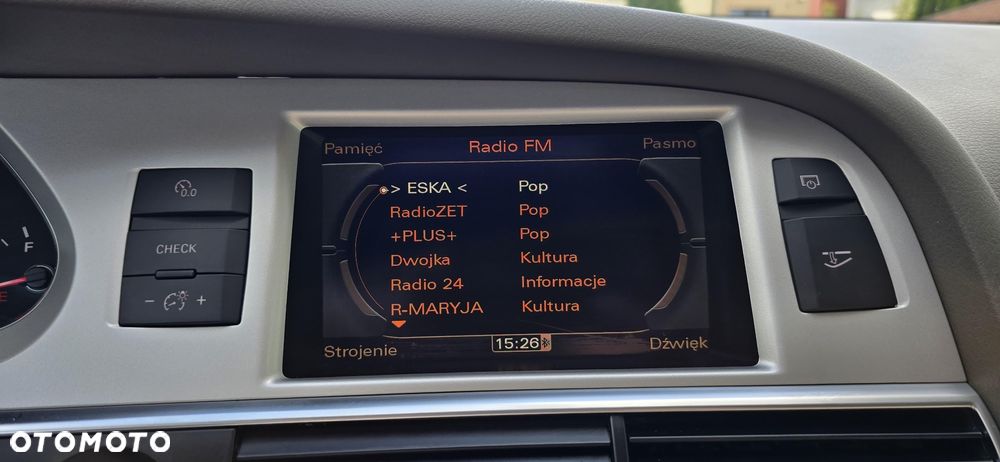 Pamięć Radio FM Pasmo
> ESKA < Pop
RadioZET Pop
+PLUS+ Pop
Dwojka Kultura
Radio 24 Informacje
R-MARYJA Kultura
Strojenie 15:26 Dźwięk
0.0
CHECK
- +
F
OTOMOTO